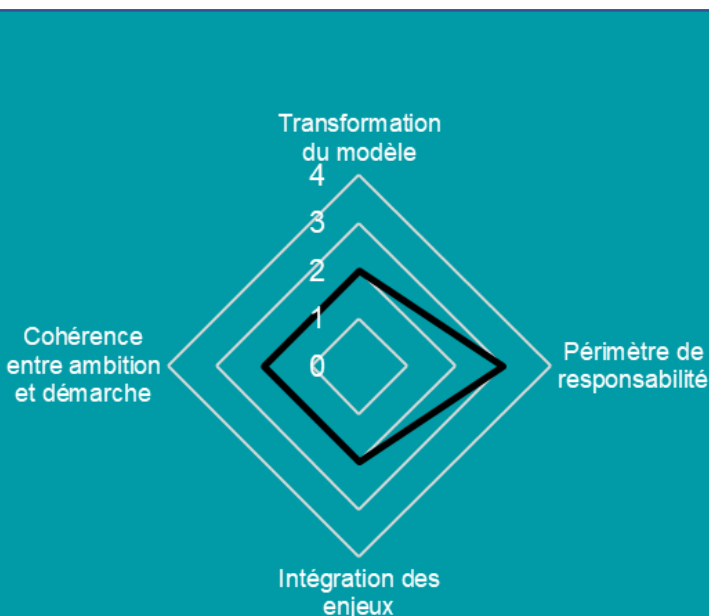 Transformation
du modèle
4
3
2
1
0
Cohérence
entre ambition
et démarche
Périmètre de
responsabilité
Intégration des
enjeux